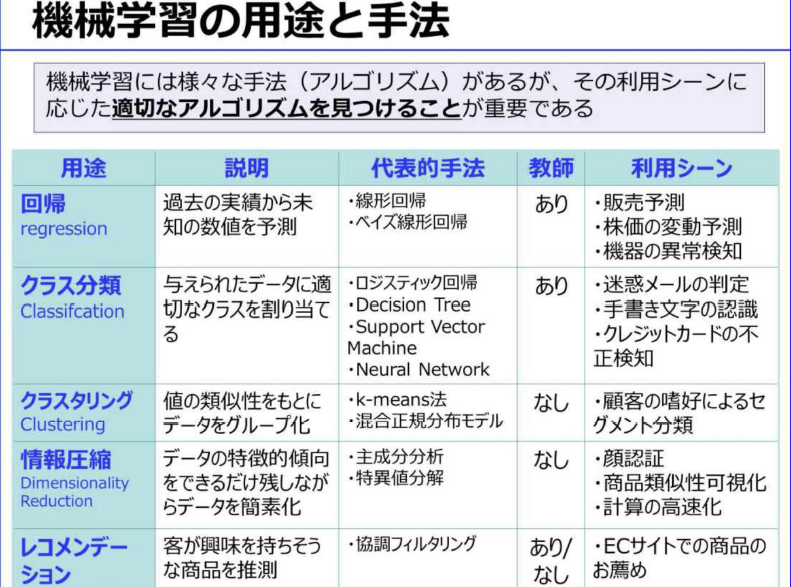 機械学習の用途と手法
機械学習には様々な手法（アルゴリズム）があるが、その利用シーンに
応じた適切なアルゴリズムを見つけることが重要である
用途 説明 代表的手法 教師 利用シーン
回帰
regression
過去の実績から未
知の数値を予測
・線形回帰
・ベイズ線形回帰
あり
・販売予測
・株価の変動予測
・機器の異常検知
クラス分類
Classifcation
与えられたデータに適
切なクラスを割り当て
る
・ロジスティック回帰
・Decision Tree
・Support Vector
Machine
・Neural Network
あり
・迷惑メールの判定
・手書き文字の認識
・クレジットカードの不
正検知
クラスタリング
Clustering
値の類似性をもとに
データをグループ化
・k-means法
・混合正規分布モデル
なし
・顧客の嗜好によるセ
グメント分類
情報圧縮
Dimensionality
Reduction
データの特徴的傾向
をできるだけ残しなが
らデータを簡素化
・主成分分析
・特異値分解
なし
・顔認証
・商品類似性可視化
・計算の高速化
レコメンデー
ション
客が興味を持ちそう
な商品を推測
・協調フィルタリング
あり/
なし
・ECサイトでの商品の
お薦め